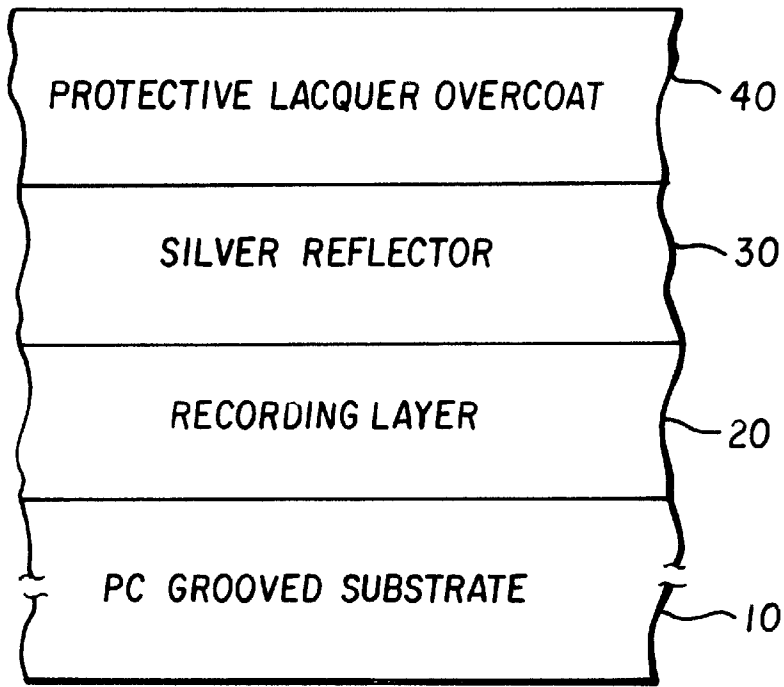 PROTECTIVE LACQUER OVERCOAT 40
SILVER REFLECTOR 30
RECORDING LAYER 20
PC GROOVED SUBSTRATE
10